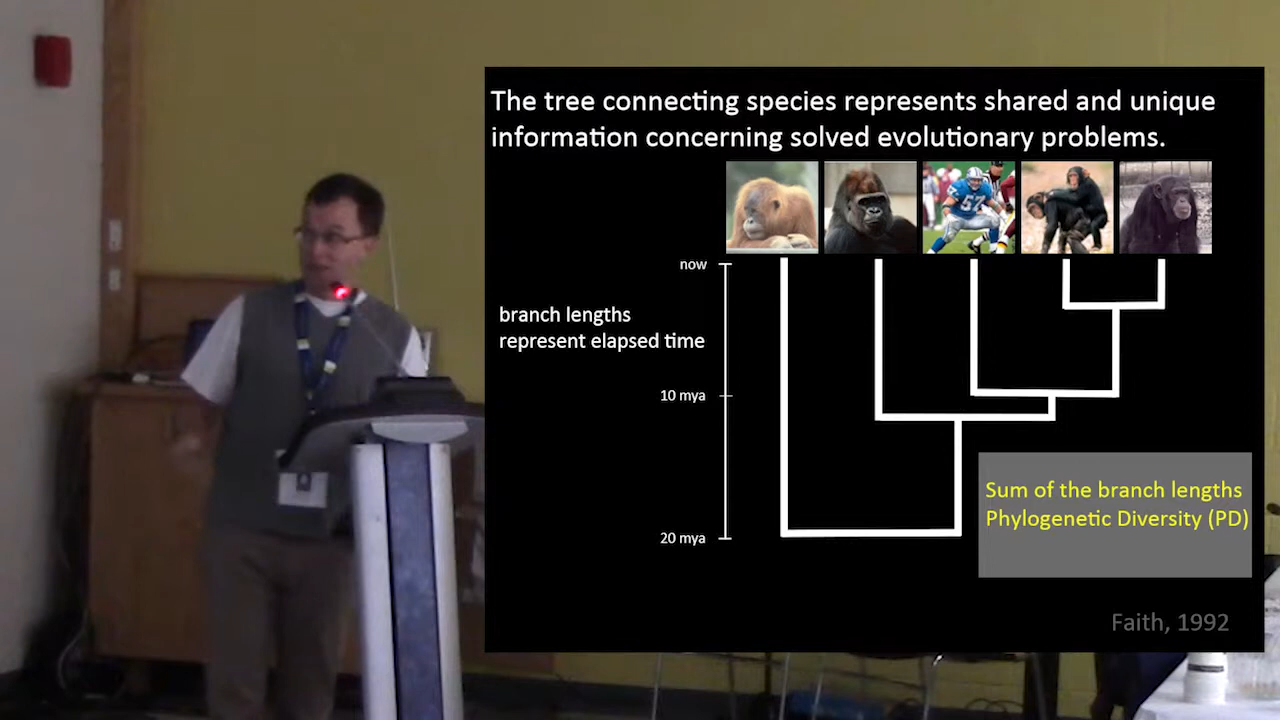 The tree connecting species represents shared and unique
information concerning solved evolutionary problems.
57
now
branch lengths
represent elapsed time
10 mya
Sum of the branch lengths
Phylogenetic Diversity (PD)
20 mya
Faith, 1992